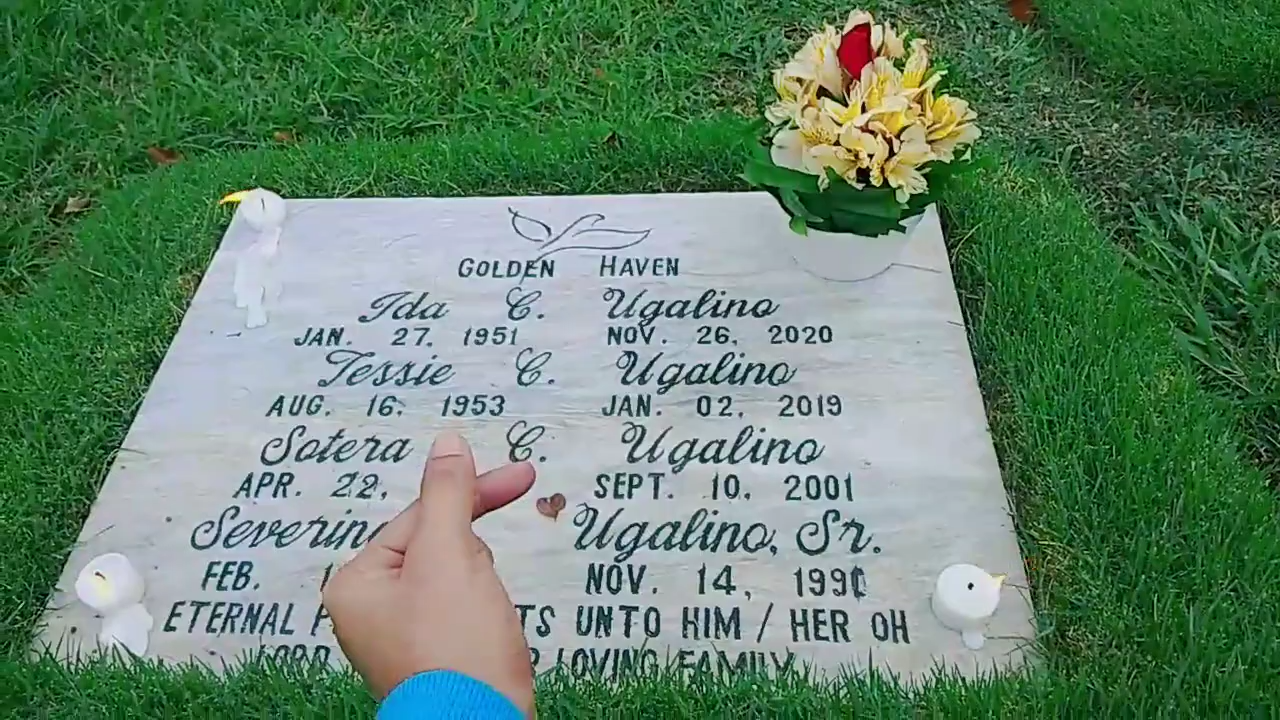 GOLDEN HAVEN
Ida C. Ugalino
JAN. 27, 1951 NOV. 26, 2020
Tessie C. Ugalino
AUG. 16, 1953 JAN. 02, 2019
Sotera C. Ugalino
APR. 22, SEPT. 10, 2001
Ugalino, Sr.
FEB. NOV. 14,
ETERNAL UNTO HIM / HER OH
LORD LOVING FAMILY